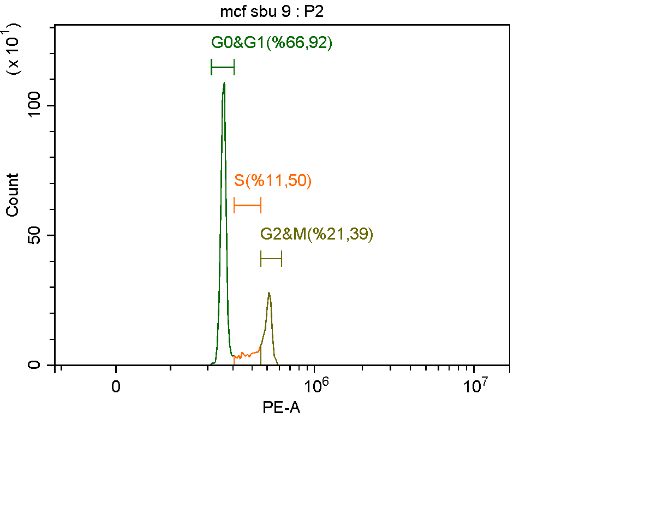 mcf sbu 9 : P2
(x 10¹)
G0&G1(%66,92)
100
S(%11,50)
Count
50
G2&M(%21,39)
0
0
10⁶
10⁷
PE-A